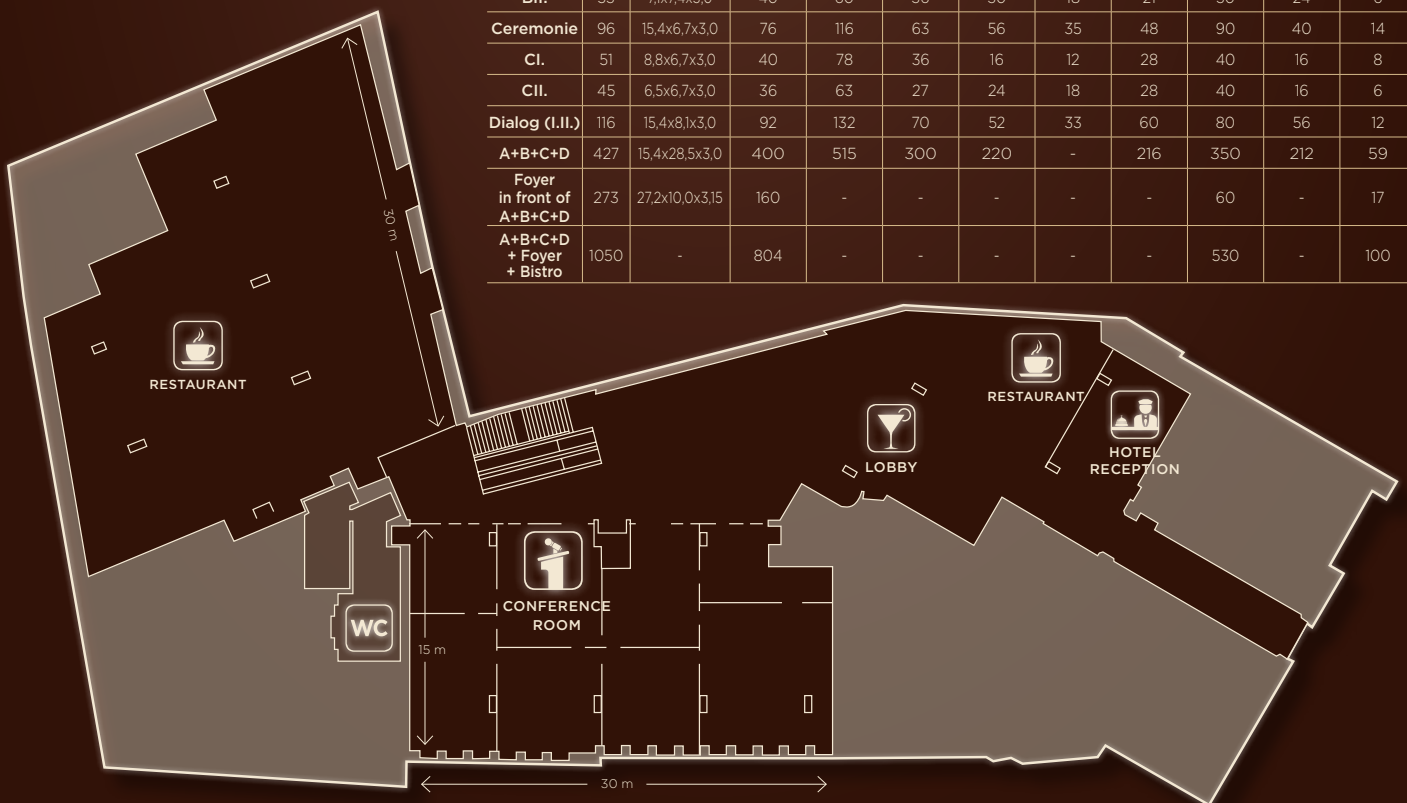 BII.
Ceremonie 96 15,4x6,7x3,0 76 116 63 56 35 48 90 40 14
CI. 51 8,8x6,7x3,0 40 78 36 16 12 28 40 16 8
CII. 45 6,5x6,7x3,0 36 63 27 24 18 28 40 16 6
Dialog (I.II.) 116 15,4x8,1x3,0 92 132 70 52 33 60 80 56 12
A+B+C+D 427 15,4x28,5x3,0 400 515 300 220 - 216 350 212 59
Foyer
in front of 273 27,2x10,0x3,15 160 - - - - - 60 - 17
A+B+C+D
A+B+C+D
+ Foyer 1050 - 804 - - - - - 530 - 100
+ Bistro
30 m
RESTAURANT
RESTAURANT
LOBBY
HOTEL
RECEPTION
CONFERENCE
ROOM
WC
15 m
30 m